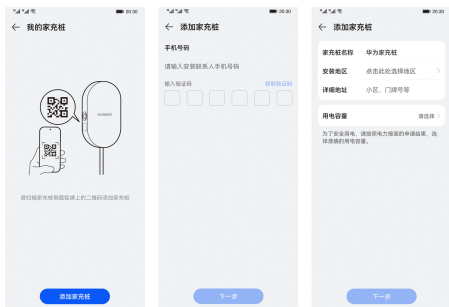 20:30
← 我的家充桩
HUAWEI
请扫描家充桩背面铭牌上的二维码添加家充桩
添加家充桩
20:30
← 添加家充桩
手机号码
请输入安装联系人手机号码
输入验证码 获取验证码
下一步
20:30
← 添加家充桩
家充桩名称 华为家充桩
安装地区 点击此处选择地区 >
详细地址 小区、门牌号等
用电容量 请选择 >
为了安全用电，请按照电力报装的申请结果，选
择准确的用电容量。
下一步